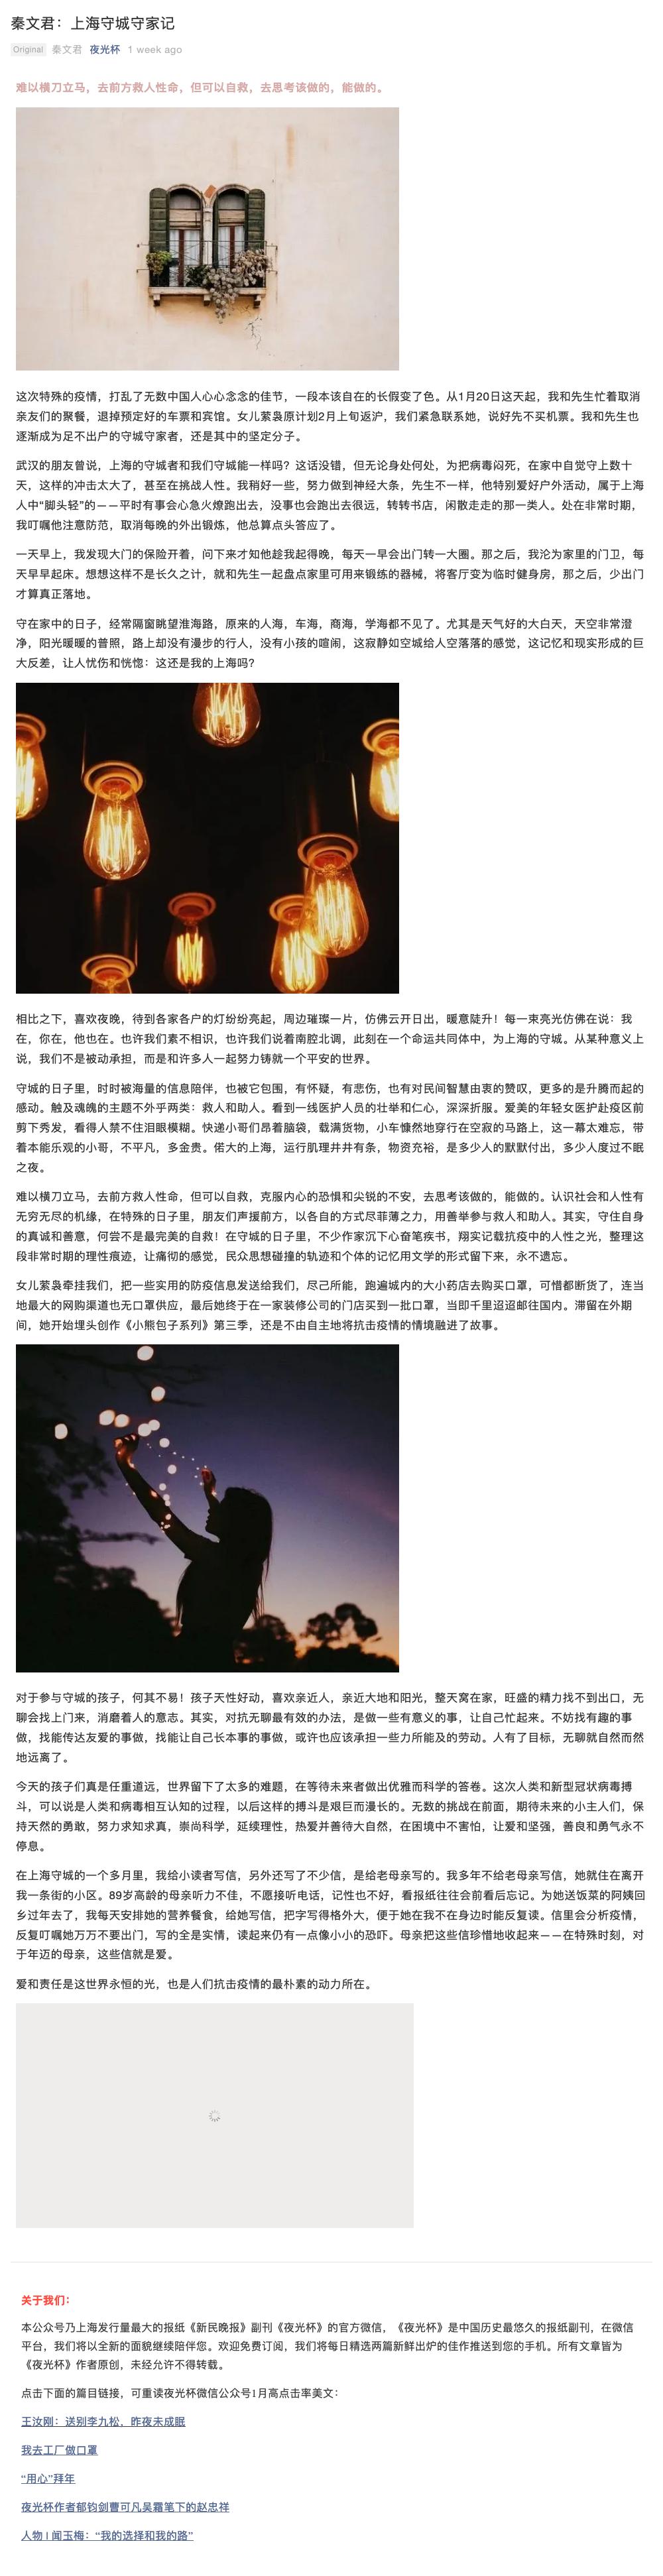 秦文君：上海守城守家记
Original 秦文君 夜光杯 1 week ago
难以横刀立马，去前方救人性命，但可以自救，去思考该做的，能做的。
这次特殊的疫情，打乱了无数中国人心心念念的佳节，一段本该自在的长假变了色。从1月20日这天起，我和先生忙着取消
亲友们的聚餐，退掉预定好的车票和宾馆。女儿萦袅原计划2月上旬返沪，我们紧急联系她，说好先不买机票。我和先生也
逐渐成为足不出户的守城守家者，还是其中的坚定分子。
武汉的朋友曾说，上海的守城者和我们守城能一样吗？这话没错，但无论身处何处，为把病毒闷死，在家中自觉守上数十
天，这样的冲击太大了，甚至在挑战人性。我稍好一些，努力做到神经大条，先生不一样，他特别爱好户外活动，属于上海
人中“脚头轻”的——平时有事会心急火燎跑出去，没事也会跑出去很远，转转书店，闲散走走的那一类人。处在非常时期，
我叮嘱他注意防范，取消每晚的外出锻炼，他总算点头答应了。
一天早上，我发现大门的保险开着，问下来才知他趁我起得晚，每天一早会出门转一大圈。那之后，我沦为家里的门卫，每
天早早起床。想想这样不是长久之计，就和先生一起盘点家里可用来锻练的器械，将客厅变为临时健身房，那之后，少出门
才算真正落地。
守在家中的日子，经常隔窗眺望淮海路，原来的人海，车海，商海，学海都不见了。尤其是天气好的大白天，天空非常澄
净，阳光暖暖的普照，路上却没有漫步的行人，没有小孩的喧闹，这寂静如空城给人空落落的感觉，这记忆和现实形成的巨
大反差，让人忧伤和恍惚：这还是我的上海吗？
相比之下，喜欢夜晚，待到各家各户的灯纷纷亮起，周边璀璨一片，仿佛云开日出，暖意陡升！每一束亮光仿佛在说：我
在，你在，他也在。也许我们素不相识，也许我们说着南腔北调，此刻在一个命运共同体中，为上海的守城。从某种意义上
说，我们不是被动承担，而是和许多人一起努力铸就一个平安的世界。
守城的日子里，时时被海量的信息陪伴，也被它包围，有怀疑，有悲伤，也有对民间智慧由衷的赞叹，更多的是升腾而起的
感动。触及魂魄的主题不外乎两类：救人和助人。看到一线医护人员的壮举和仁心，深深折服。爱美的年轻女医护赴疫区前
剪下秀发，看得人禁不住泪眼模糊。快递小哥们昂着脑袋，载满货物，小车慷然地穿行在空寂的马路上，这一幕太难忘，带
着本能乐观的小哥，不平凡，多金贵。偌大的上海，运行肌理井井有条，物资充裕，是多少人的默默付出，多少人度过不眠
之夜。
难以横刀立马，去前方救人性命，但可以自救，克服内心的恐惧和尖锐的不安，去思考该做的，能做的。认识社会和人性有
无穷无尽的机缘，在特殊的日子里，朋友们声援前方，以各自的方式尽菲薄之力，用善举参与救人和助人。其实，守住自身
的真诚和善意，何尝不是最完美的自救！在守城的日子里，不少作家沉下心奋笔疾书，翔实记载抗疫中的人性之光，整理这
段非常时期的理性痕迹，让痛彻的感觉，民众思想碰撞的轨迹和个体的记忆用文学的形式留下来，永不遗忘。
女儿萦袅牵挂我们，把一些实用的防疫信息发送给我们，尽己所能，跑遍城内的大小药店去购买口罩，可惜都断货了，连当
地最大的网购渠道也无口罩供应，最后她终于在一家装修公司的门店买到一批口罩，当即千里迢迢邮往国内。滞留在外期
间，她开始埋头创作《小熊包子系列》第三季，还是不由自主地将抗击疫情的情境融进了故事。
对于参与守城的孩子，何其不易！孩子天性好动，喜欢亲近人，亲近大地和阳光，整天窝在家，旺盛的精力找不到出口，无
聊会找上门来，消磨着人的意志。其实，对抗无聊最有效的办法，是做一些有意义的事，让自己忙起来。不妨找有趣的事
做，找能传达友爱的事做，找能让自己长本事的事做，或许也应该承担一些力所能及的劳动。人有了目标，无聊就自然而然
地远离了。
今天的孩子们真是任重道远，世界留下了太多的难题，在等待未来者做出优雅而科学的答卷。这次人类和新型冠状病毒搏
斗，可以说是人类和病毒相互认知的过程，以后这样的搏斗是艰巨而漫长的。无数的挑战在前面，期待未来的小主人们，保
持天然的勇敢，努力求知求真，崇尚科学，延续理性，热爱并善待大自然，在困境中不害怕，让爱和坚强，善良和勇气永不
停息。
在上海守城的一个多月里，我给小读者写信，另外还写了不少信，是给老母亲写的。我多年不给老母亲写信，她就住在离开
我一条街的小区。89岁高龄的母亲听力不佳，不愿接听电话，记性也不好，看报纸往往会前看后忘记。为她送饭菜的阿姨回
乡过年去了，我每天安排她的营养餐食，给她写信，把字写得格外大，便于她在我不在身边时能反复读。信里会分析疫情，
反复叮嘱她万万不要出门，写的全是实情，读起来仍有一点像小小的恐吓。母亲把这些信珍惜地收起来——在特殊时刻，对
于年迈的母亲，这些信就是爱。
爱和责任是这世界永恒的光，也是人们抗击疫情的最朴素的动力所在。
关于我们：
本公众号乃上海发行量最大的报纸《新民晚报》副刊《夜光杯》的官方微信，《夜光杯》是中国历史最悠久的报纸副刊，在微信
平台，我们将以全新的面貌继续陪伴您。欢迎免费订阅，我们将每日精选两篇新鲜出炉的佳作推送到您的手机。所有文章皆为
《夜光杯》作者原创，未经允许不得转载。
点击下面的篇目链接，可重读夜光杯微信公众号1月高点击率美文：
王汝刚：送别李九松，昨夜未成眠
我去工厂做口罩
“用心”拜年
夜光杯作者郁钧剑曹可凡吴霜笔下的赵忠祥
人物 | 闻玉梅：“我的选择和我的路”